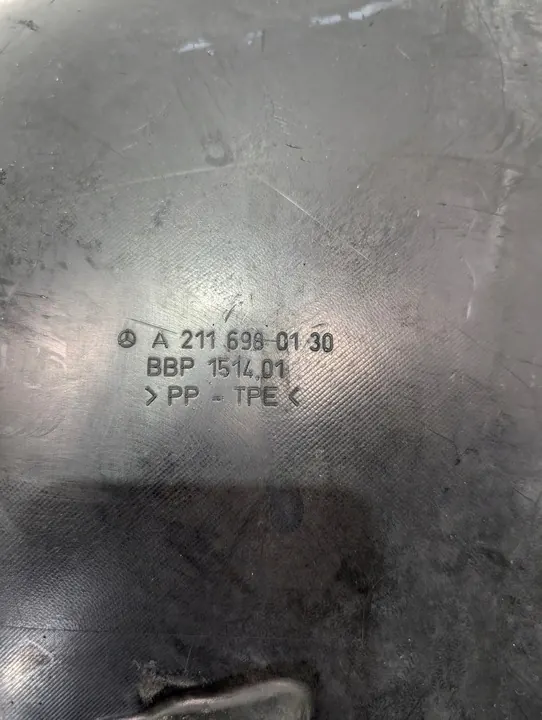 A 211 698 01 30
BBP 1514.01
> PP - TPE <